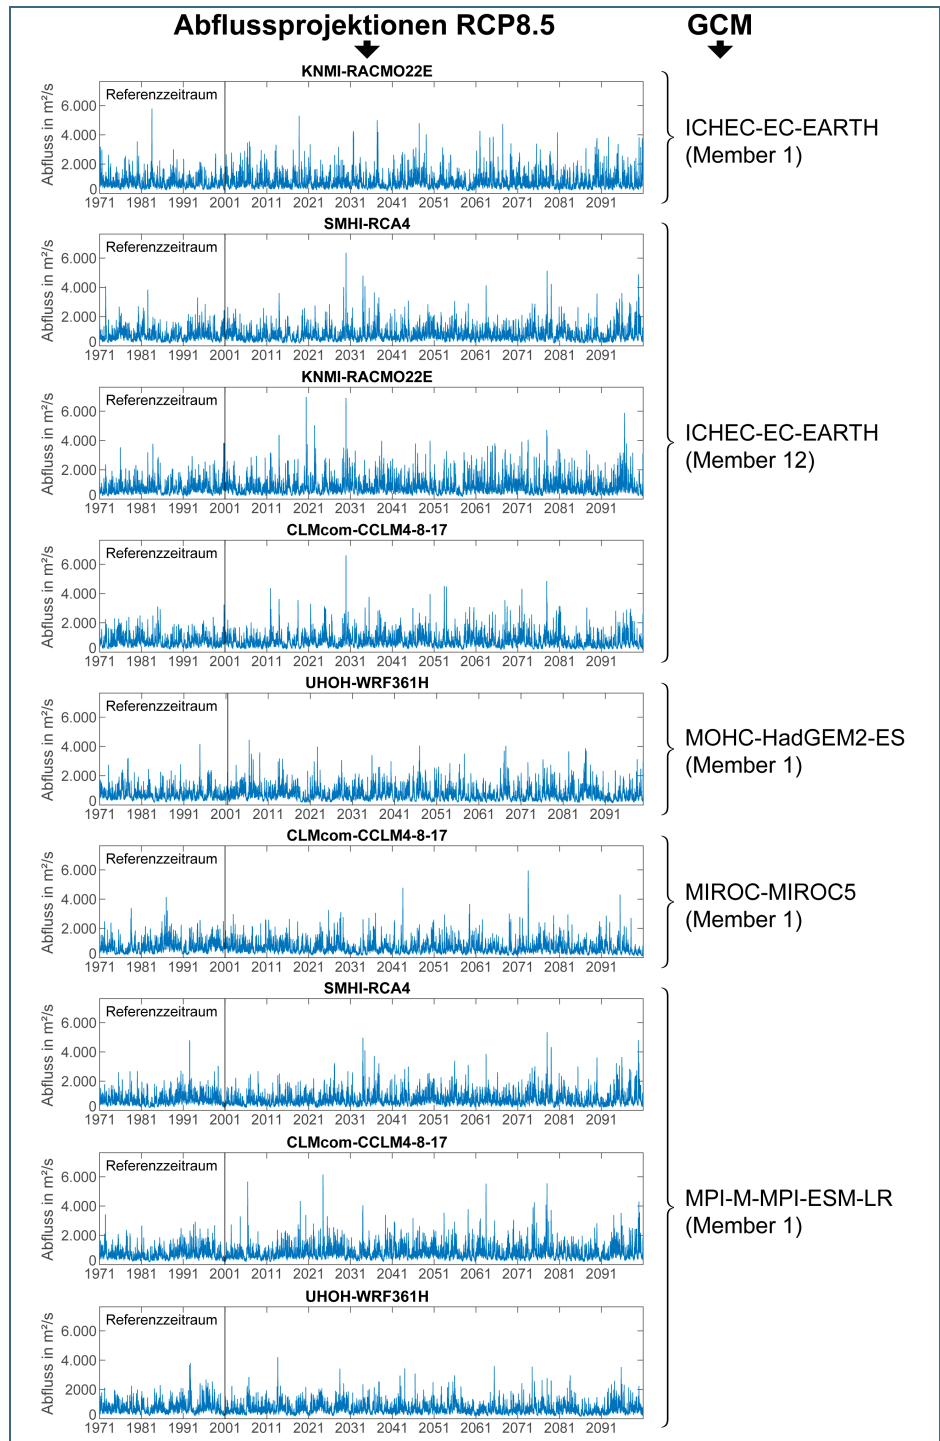 Abflussprojektionen RCP8.5
GCM
KNMI-RACMO22E
Abfluss in m²/s
6.000
4.000
2.000
0
Referenzzeitraum
1971 1981 1991 2001 2011 2021 2031 2041 2051 2061 2071 2081 2091
ICHEC-EC-EARTH
(Member 1)
SMHI-RCA4
Abfluss in m²/s
6.000
4.000
2.000
0
Referenzzeitraum
1971 1981 1991 2001 2011 2021 2031 2041 2051 2061 2071 2081 2091
KNMI-RACMO22E
Abfluss in m²/s
6.000
4.000
2.000
0
Referenzzeitraum
1971 1981 1991 2001 2011 2021 2031 2041 2051 2061 2071 2081 2091
ICHEC-EC-EARTH
(Member 12)
CLMcom-CCLM4-8-17
Abfluss in m²/s
6.000
4.000
2.000
0
Referenzzeitraum
1971 1981 1991 2001 2011 2021 2031 2041 2051 2061 2071 2081 2091
UHOH-WRF361H
Abfluss in m²/s
6.000
4.000
2.000
0
Referenzzeitraum
1971 1981 1991 2001 2011 2021 2031 2041 2051 2061 2071 2081 2091
MOHC-HadGEM2-ES
(Member 1)
CLMcom-CCLM4-8-17
Abfluss in m²/s
6.000
4.000
2.000
0
Referenzzeitraum
1971 1981 1991 2001 2011 2021 2031 2041 2051 2061 2071 2081 2091
MIROC-MIROC5
(Member 1)
SMHI-RCA4
Abfluss in m²/s
6.000
4.000
2.000
0
Referenzzeitraum
1971 1981 1991 2001 2011 2021 2031 2041 2051 2061 2071 2081 2091
CLMcom-CCLM4-8-17
Abfluss in m²/s
6.000
4.000
2.000
0
Referenzzeitraum
1971 1981 1991 2001 2011 2021 2031 2041 2051 2061 2071 2081 2091
MPI-M-MPI-ESM-LR
(Member 1)
UHOH-WRF361H
Abfluss in m²/s
6.000
4.000
2000
0
Referenzzeitraum
1971 1981 1991 2001 2011 2021 2031 2041 2051 2061 2071 2081 2091